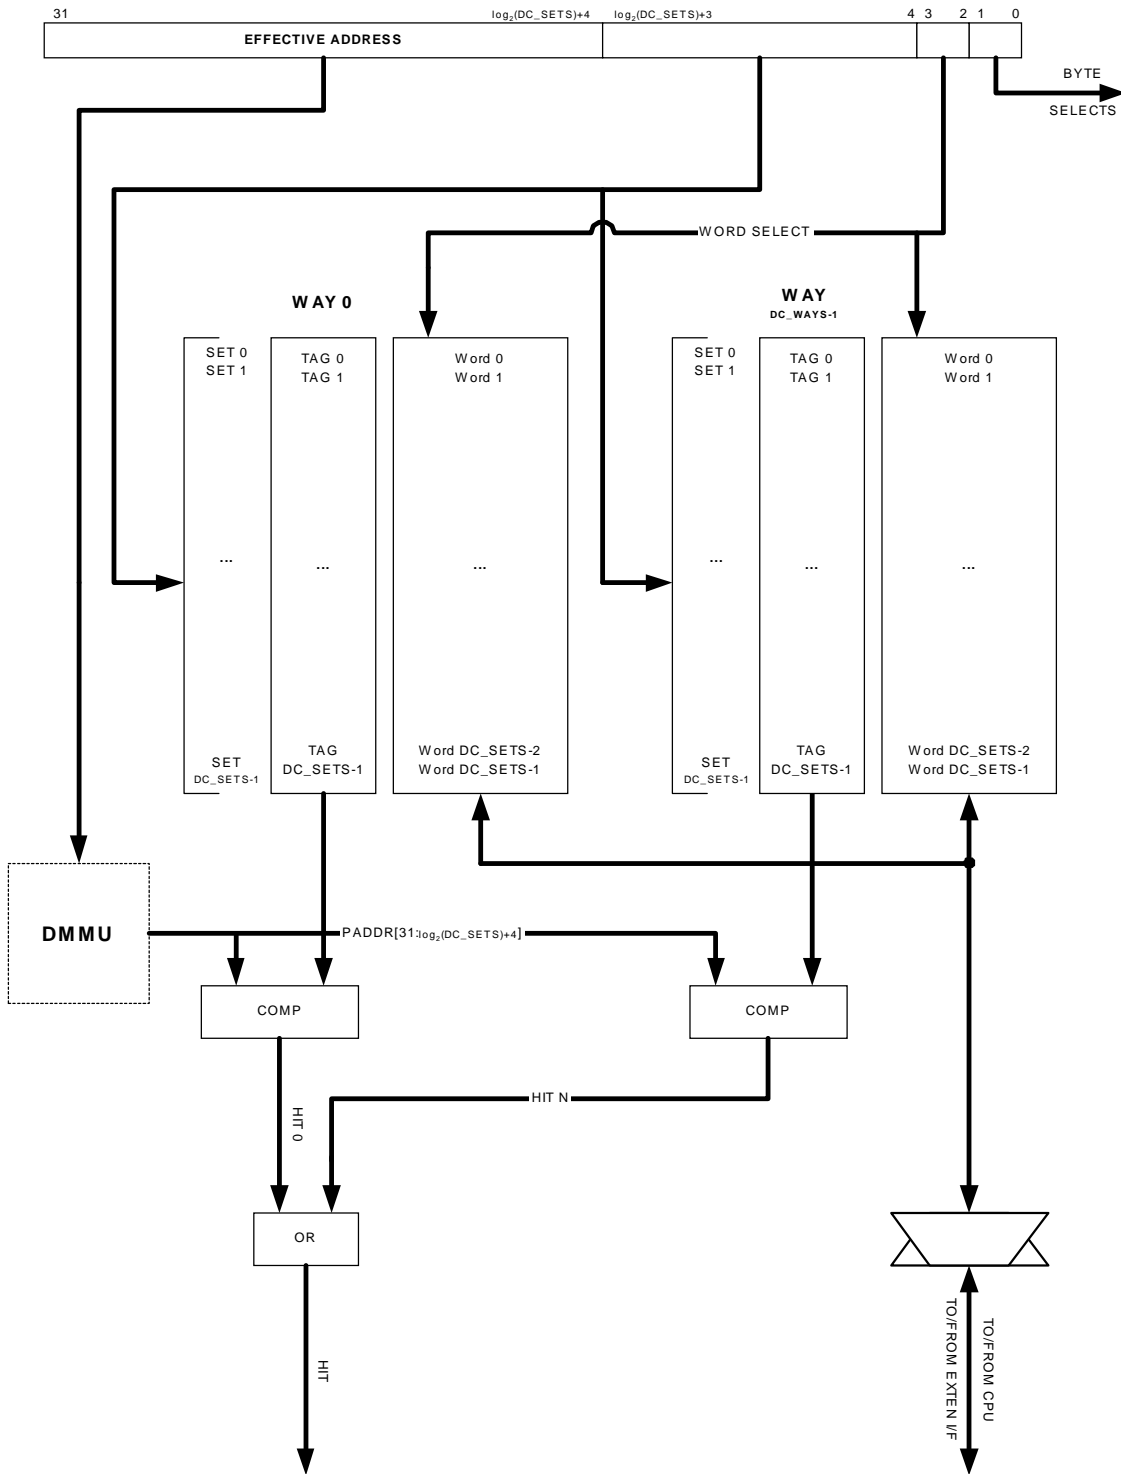 31 log₂(DC_SETS)+4 log₂(DC_SETS)+3 4 3 2 1 0
EFFECTIVE ADDRESS
BYTE
SELECTS
WORD SELECT
WAY 0
WAY
DC_WAYS-1
SET 0
SET 1
...
SET
DC_SETS-1
TAG 0
TAG 1
...
TAG
DC_SETS-1
Word 0
Word 1
...
Word DC_SETS-2
Word DC_SETS-1
SET 0
SET 1
...
SET
DC_SETS-1
TAG 0
TAG 1
...
TAG
DC_SETS-1
Word 0
Word 1
...
Word DC_SETS-2
Word DC_SETS-1
DMMU
PADDR[31:log₂(DC_SETS)+4]
COMP
COMP
HIT 0
HIT N
OR
HIT
TO/FROM CPU
TO/FROM EXTEN I/F